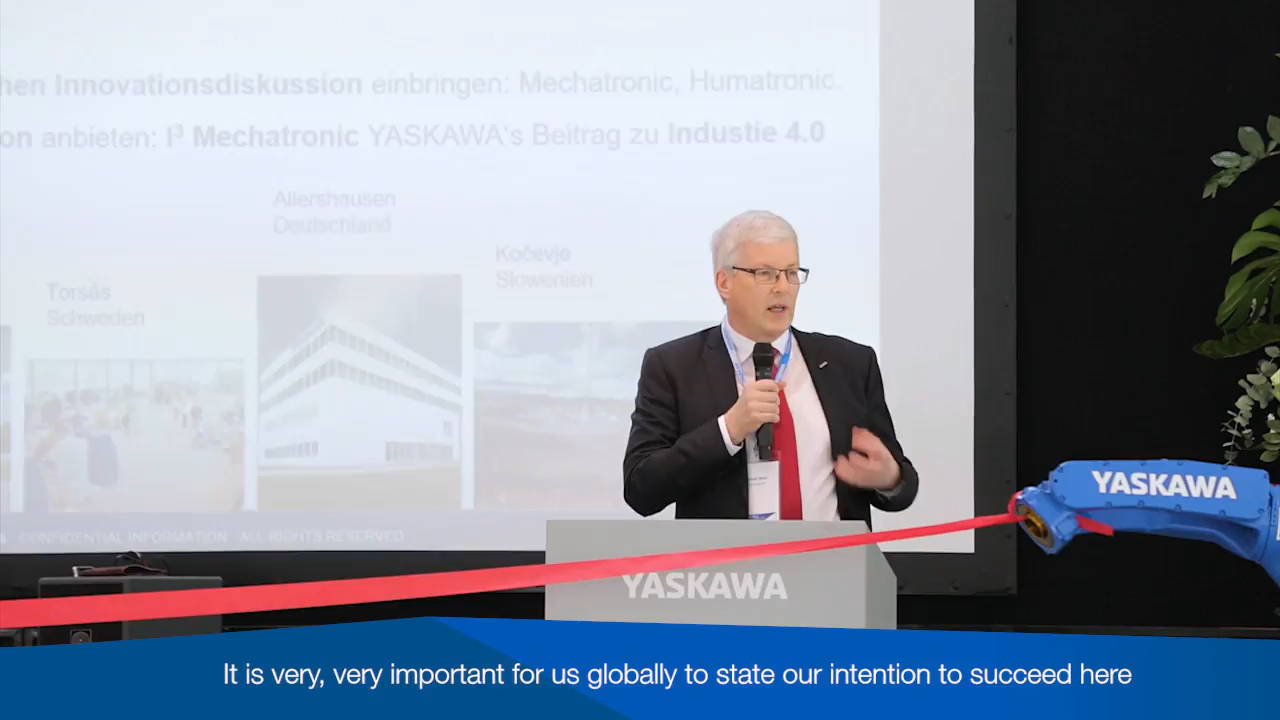 hen Innovationsdiskussion einbringen: Mechatronic, Humatronic.
on anbieten: I³ Mechatronic YASKAWA's Beitrag zu Industie 4.0
Allershausen
Deutschland
Kočevje
Slowenien
Torsås
Schweden
A CONFIDENTIAL INFORMATION ALL RIGHTS RESERVED
YASKAWA
YASKAWA
It is very, very important for us globally to state our intention to succeed here